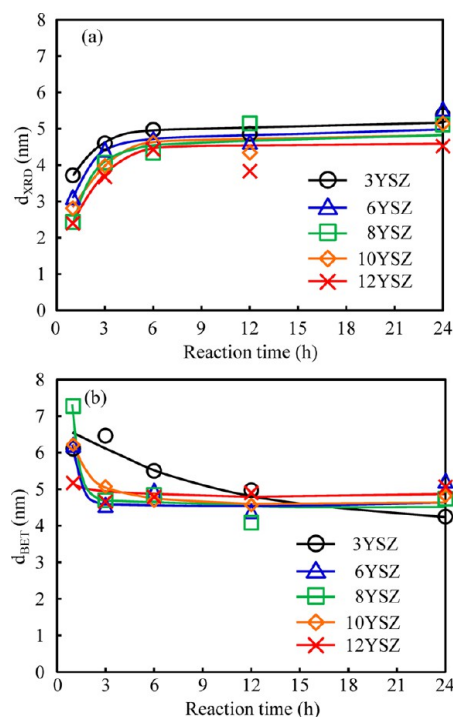 (a)
8
7
6
5
4
3
2
1
0
dXRD (nm)
3YSZ
6YSZ
8YSZ
10YSZ
12YSZ
0 3 6 9 12 15 18 21 24
Reaction time (h)
(b)
8
7
6
5
4
3
2
1
0
dBET (nm)
3YSZ
6YSZ
8YSZ
10YSZ
12YSZ
0 3 6 9 12 15 18 21 24
Reaction time (h)